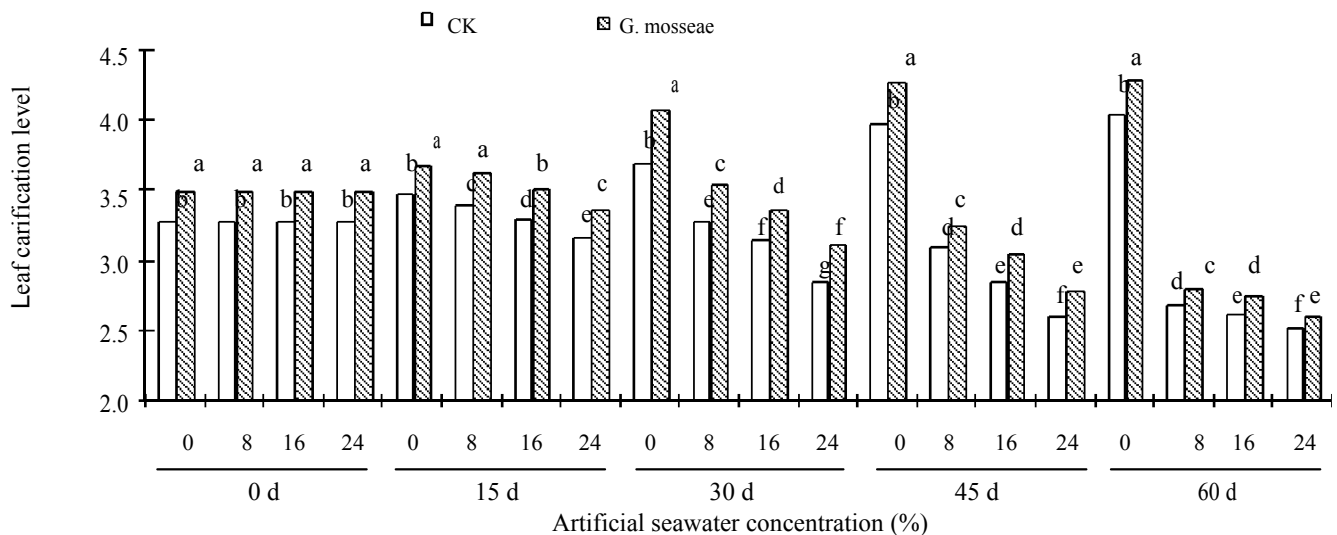 CK G. mosseae
4.5
4.0
3.5
3.0
2.5
2.0
Leaf carification level
b a b a b a b a
b a c a d b e c
b a e c f d g f
b a d c e d f e
b a d c e d f e
0 8 16 24 0 8 16 24 0 8 16 24 0 8 16 24 0 8 16 24
0 d 15 d 30 d 45 d 60 d
Artificial seawater concentration (%)